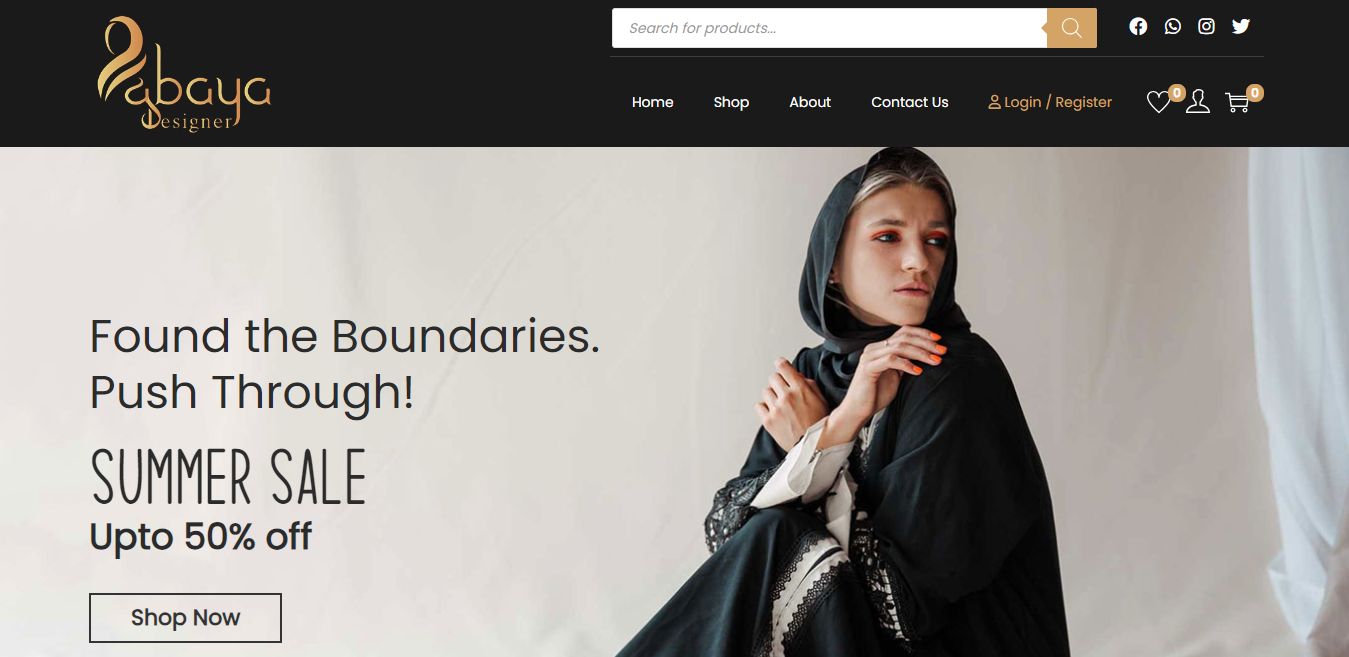 Search for products...
abaya
Designer
Home Shop About Contact Us Login / Register 0 0
Found the Boundaries.
Push Through!
SUMMER SALE
Upto 50% off
Shop Now